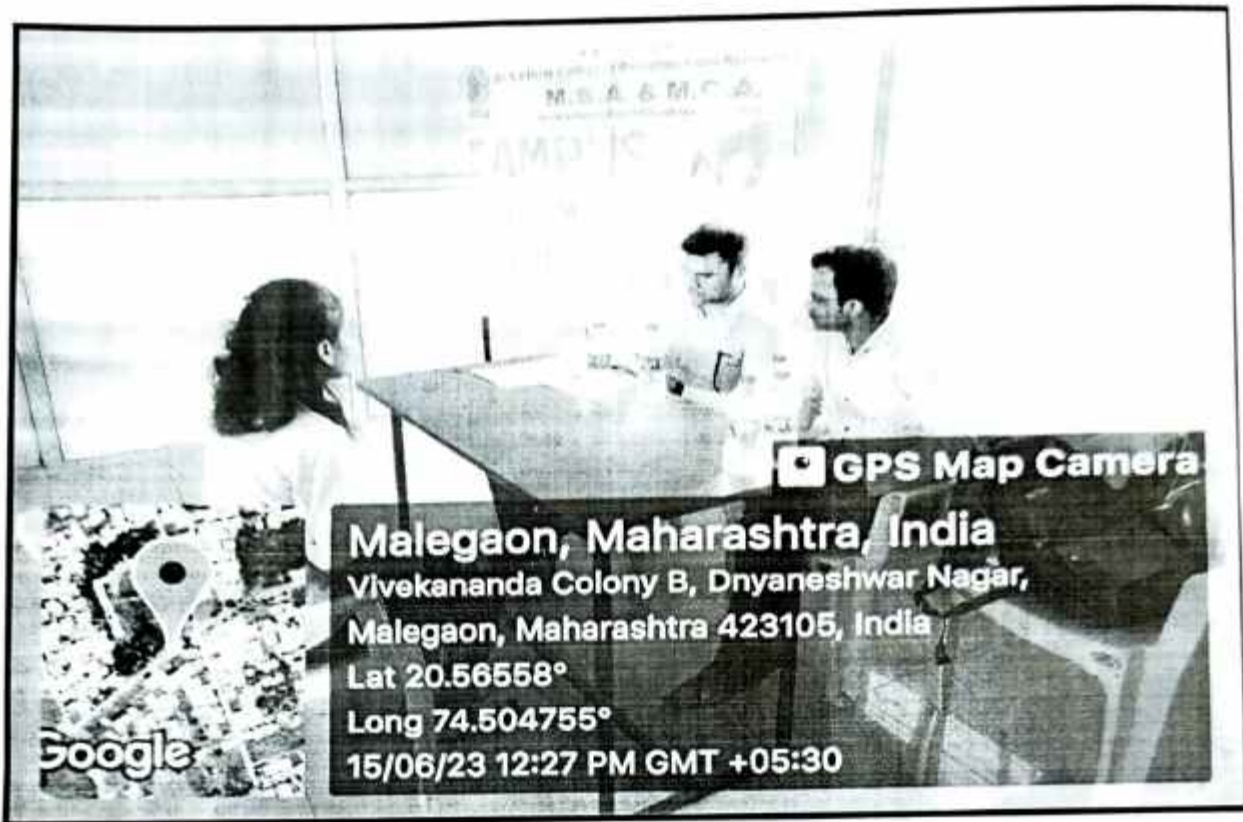 GPS Map Camera
Malegaon, Maharashtra, India
Vivekananda Colony B, Dnyaneshwar Nagar,
Malegaon, Maharashtra 423105, India
Lat 20.56558°
Long 74.504755°
15/06/23 12:27 PM GMT +05:30
Google